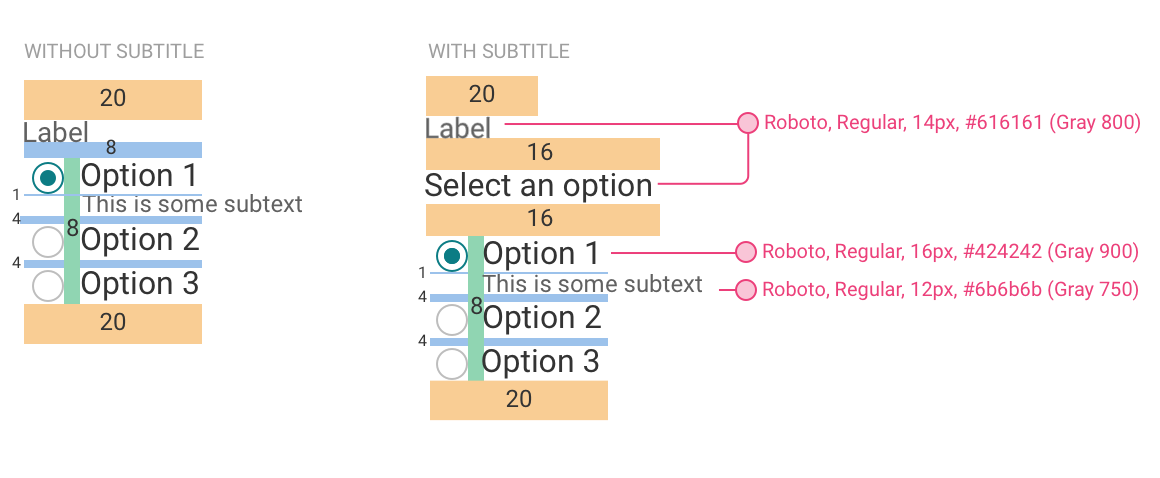 WITHOUT SUBTITLE
20
Label
8
Option 1
1
This is some subtext
4
8
Option 2
4
Option 3
20
WITH SUBTITLE
20
Label
Roboto, Regular, 14px, #616161 (Gray 800)
16
Select an option
16
Option 1
Roboto, Regular, 16px, #424242 (Gray 900)
1
This is some subtext
Roboto, Regular, 12px, #6b6b6b (Gray 750)
4
8
Option 2
4
Option 3
20